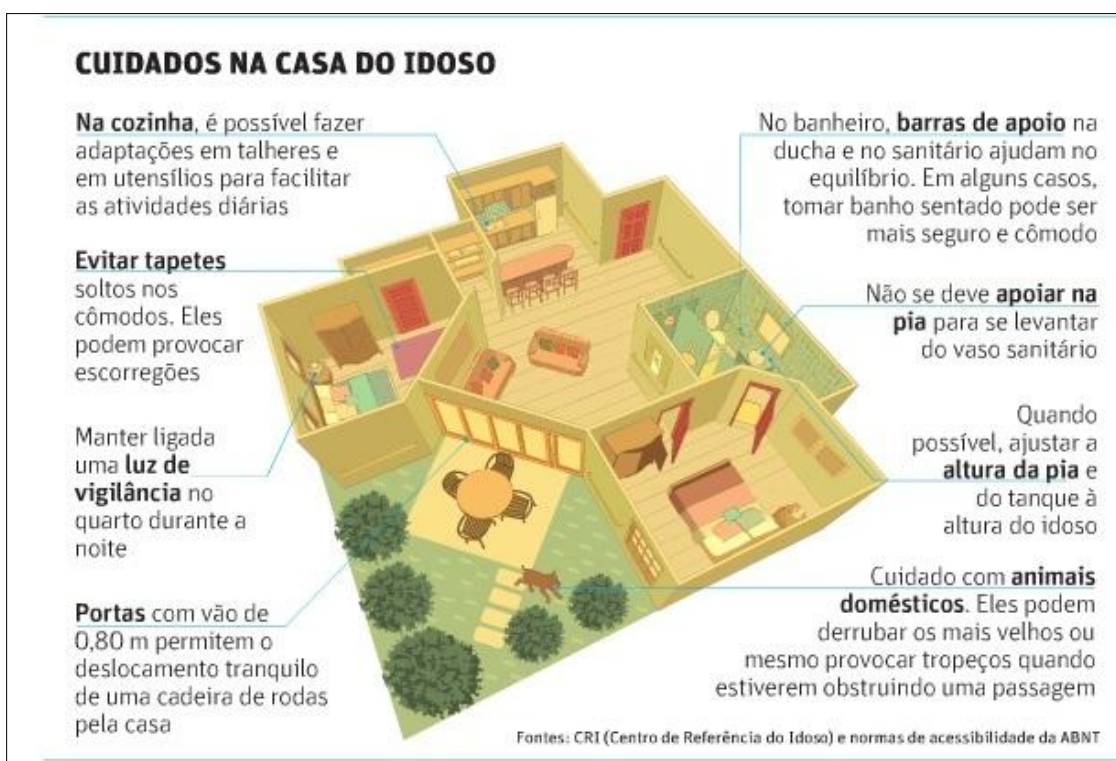 CUIDADOS NA CASA DO IDOSO
Na cozinha, é possível fazer
adaptações em talheres e
em utensílios para facilitar
as atividades diárias
Evitar tapetes
soltos nos
cômodos. Eles
podem provocar
escorregões
Manter ligada
uma luz de
vigilância no
quarto durante a
noite
Portas com vão de
0,80 m permitem o
deslocamento tranquilo
de uma cadeira de rodas
pela casa
No banheiro, barras de apoio na
ducha e no sanitário ajudam no
equilíbrio. Em alguns casos,
tomar banho sentado pode ser
mais seguro e cômodo
Não se deve apoiar na
pia para se levantar
do vaso sanitário
Quando
possível, ajustar a
altura da pia e
do tanque à
altura do idoso
Cuidado com animais
domésticos. Eles podem
derrubar os mais velhos ou
mesmo provocar tropeços quando
estiverem obstruindo uma passagem
Fontes: CRI (Centro de Referência do Idoso) e normas de acessibilidade da ABNT